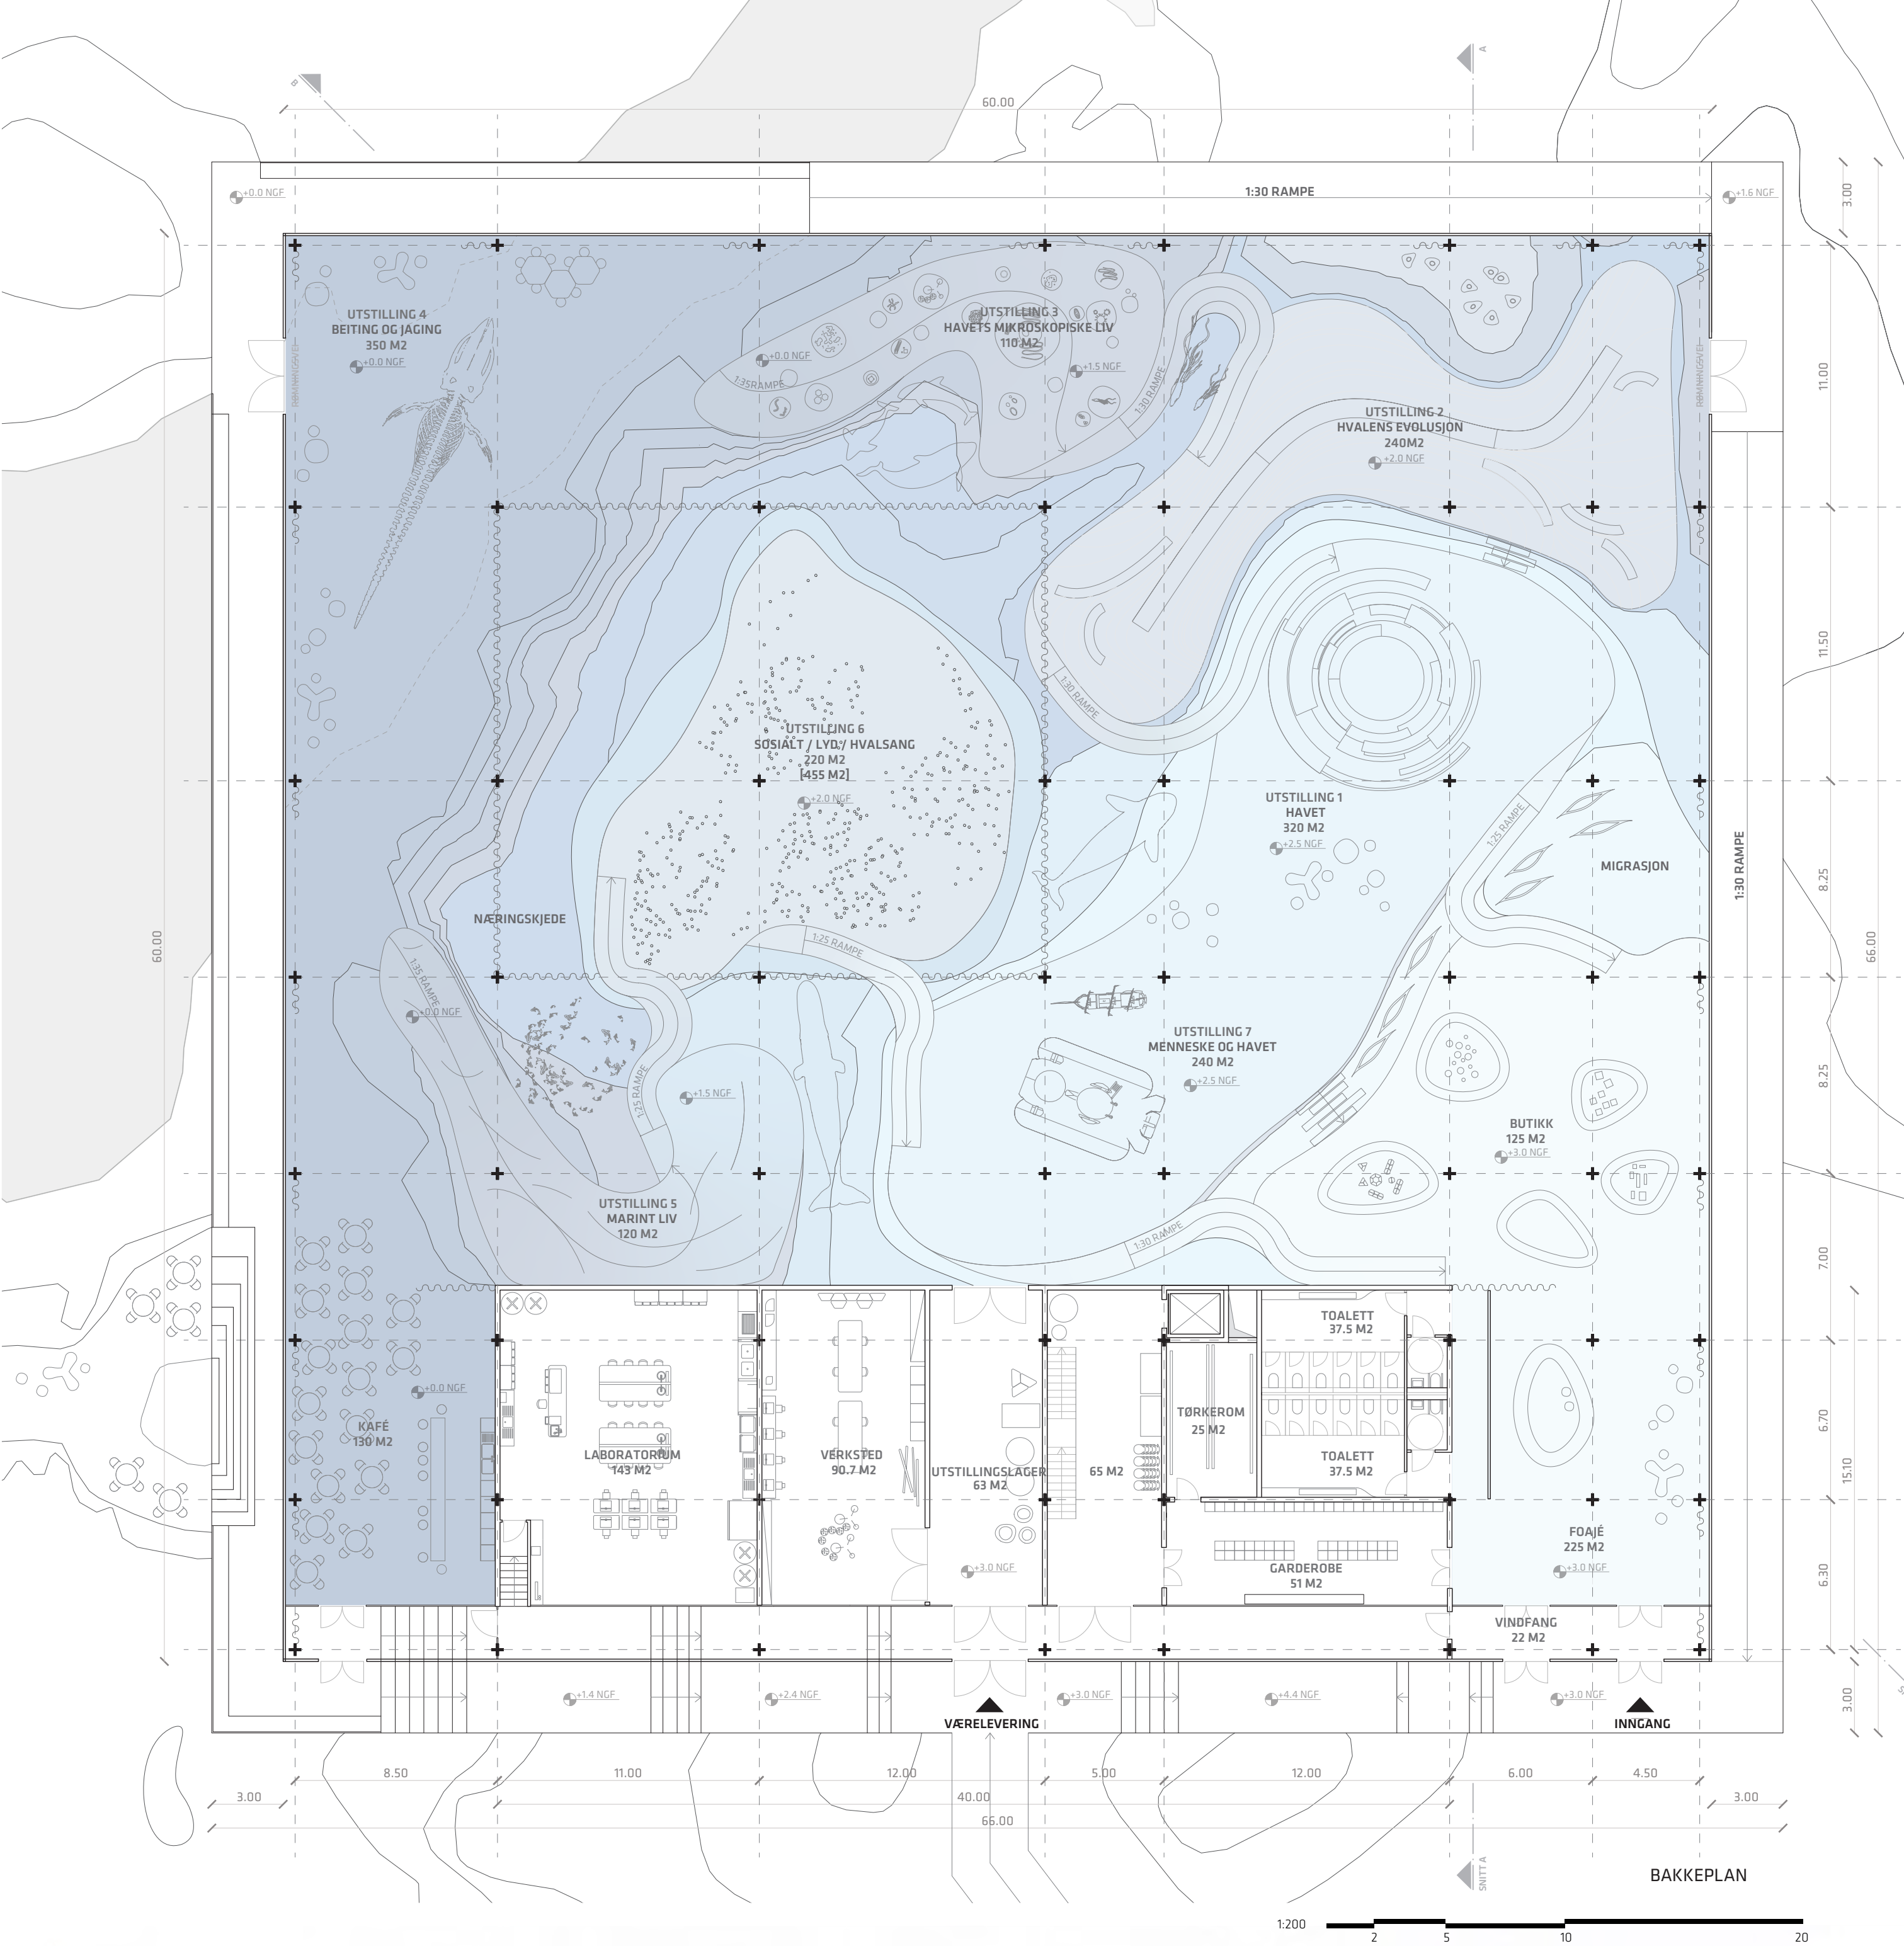 B
A
60.00
+0.0 NGF
1:30 RAMPE
+1.6 NGF
3.00
UTSTILLING 4
BEITING OG JAGING
350 M2
+0.0 NGF
RØMNINGSVEI
UTSTILLING 3
HAVETS MIKROSKOPISKE LIV
110 M2
+0.0 NGF
1:35RAMPE
+1.5 NGF
1:30 RAMPE
UTSTILLING 2
HVALENS EVOLUSJON
240M2
+2.0 NGF
RØMNINGSVEI
11.00
11.50
1:30 RAMPE
UTSTILLING 6
SOSIALT / LYD / HVALSANG
220 M2
[455 M2]
+2.0 NGF
UTSTILLING 1
HAVET
320 M2
+2.5 NGF
1:25 RAMPE
MIGRASJON
1:30 RAMPE
8.25
60.00
66.00
NÆRINGSKJEDE
1:25 RAMPE
1:35 RAMPE
+0.0 NGF
1:25 RAMPE
+1.5 NGF
UTSTILLING 7
MENNESKE OG HAVET
240 M2
+2.5 NGF
8.25
BUTIKK
125 M2
+3.0 NGF
UTSTILLING 5
MARINT LIV
120 M2
1:30 RAMPE
7.00
TOALETT
37.5 M2
+0.0 NGF
KAFÉ
130 M2
LABORATORIUM
143 M2
VERKSTED
90.7 M2
UTSTILLINGSLAGER
63 M2
65 M2
TØRKEROM
25 M2
TOALETT
37.5 M2
6.70
15.10
+3.0 NGF
GARDEROBE
51 M2
FOAJÉ
225 M2
+3.0 NGF
6.30
VINDFANG
22 M2
+1.4 NGF
+2.4 NGF
+3.0 NGF
+4.4 NGF
+3.0 NGF
3.00
VÆRELEVERING
INNGANG
8.50
11.00
12.00
5.00
12.00
6.00
4.50
3.00
40.00
3.00
66.00
SNITT A
BAKKEPLAN
1:200
2
5
10
20